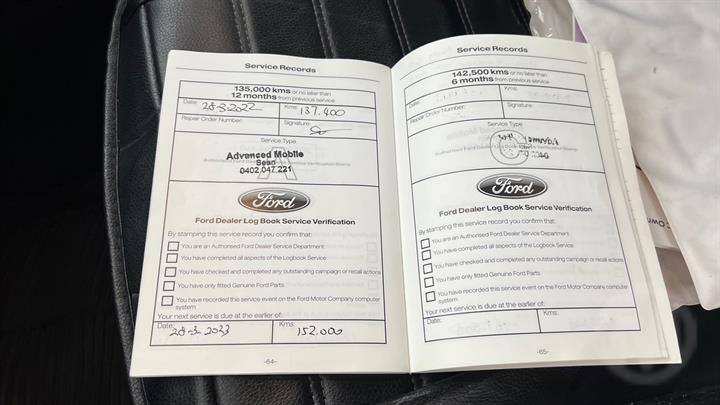 Service Records
135,000 kms or no later than
12 months from previous service
Date: 28-3-2022 Kms: 137.400
Repair Order Number: Signature:
Service Type
Advanced Mobile
Sean
0402 047 221
Ford
Ford Dealer Log Book Service Verification
By stamping this service record you confirm that:
You are an Authorised Ford Dealer Service Department
You have completed all aspects of the Logbook Service
You have checked and completed any outstanding campaign or recall actions
You have only fitted Genuine Ford Parts
You have recorded this service event on the Ford Motor Company computer
system
Your next service is due at the earlier of:
Date: 28-3-2023 Kms: 152.000
-64-
Service Records
142,500 kms or no later than
6 months from previous service
Date: Kms:
Repair Order Number: Signature:
Service Type
Authorised Ford Dealer Log Book Service Verification Stamp
Ford
Ford Dealer Log Book Service Verification
By stamping this service record you confirm that:
You are an Authorised Ford Dealer Service Department
You have completed all aspects of the Logbook Service
You have checked and completed any outstanding campaign or recall actions
You have only fitted Genuine Ford Parts
You have recorded this service event on the Ford Motor Company computer
system
Your next service is due at the earlier of:
Date: Kms:
-65-